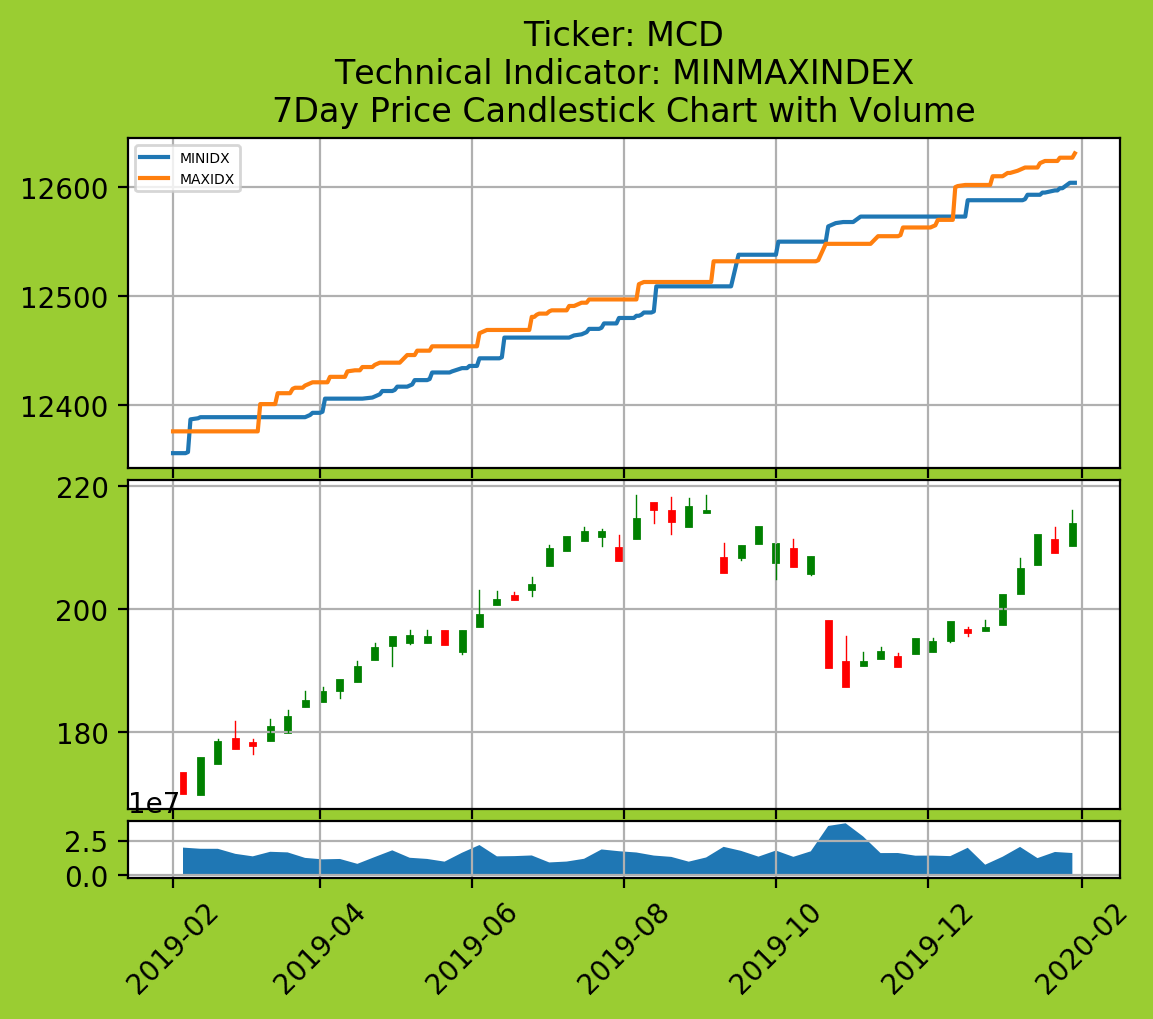 Ticker: MCD
Technical Indicator: MINMAXINDEX
7Day Price Candlestick Chart with Volume
MINIDX
MAXIDX
12600
12500
12400
220
200
180
1e7
2.5
0.0
2019-02
2019-04
2019-06
2019-08
2019-10
2019-12
2020-02